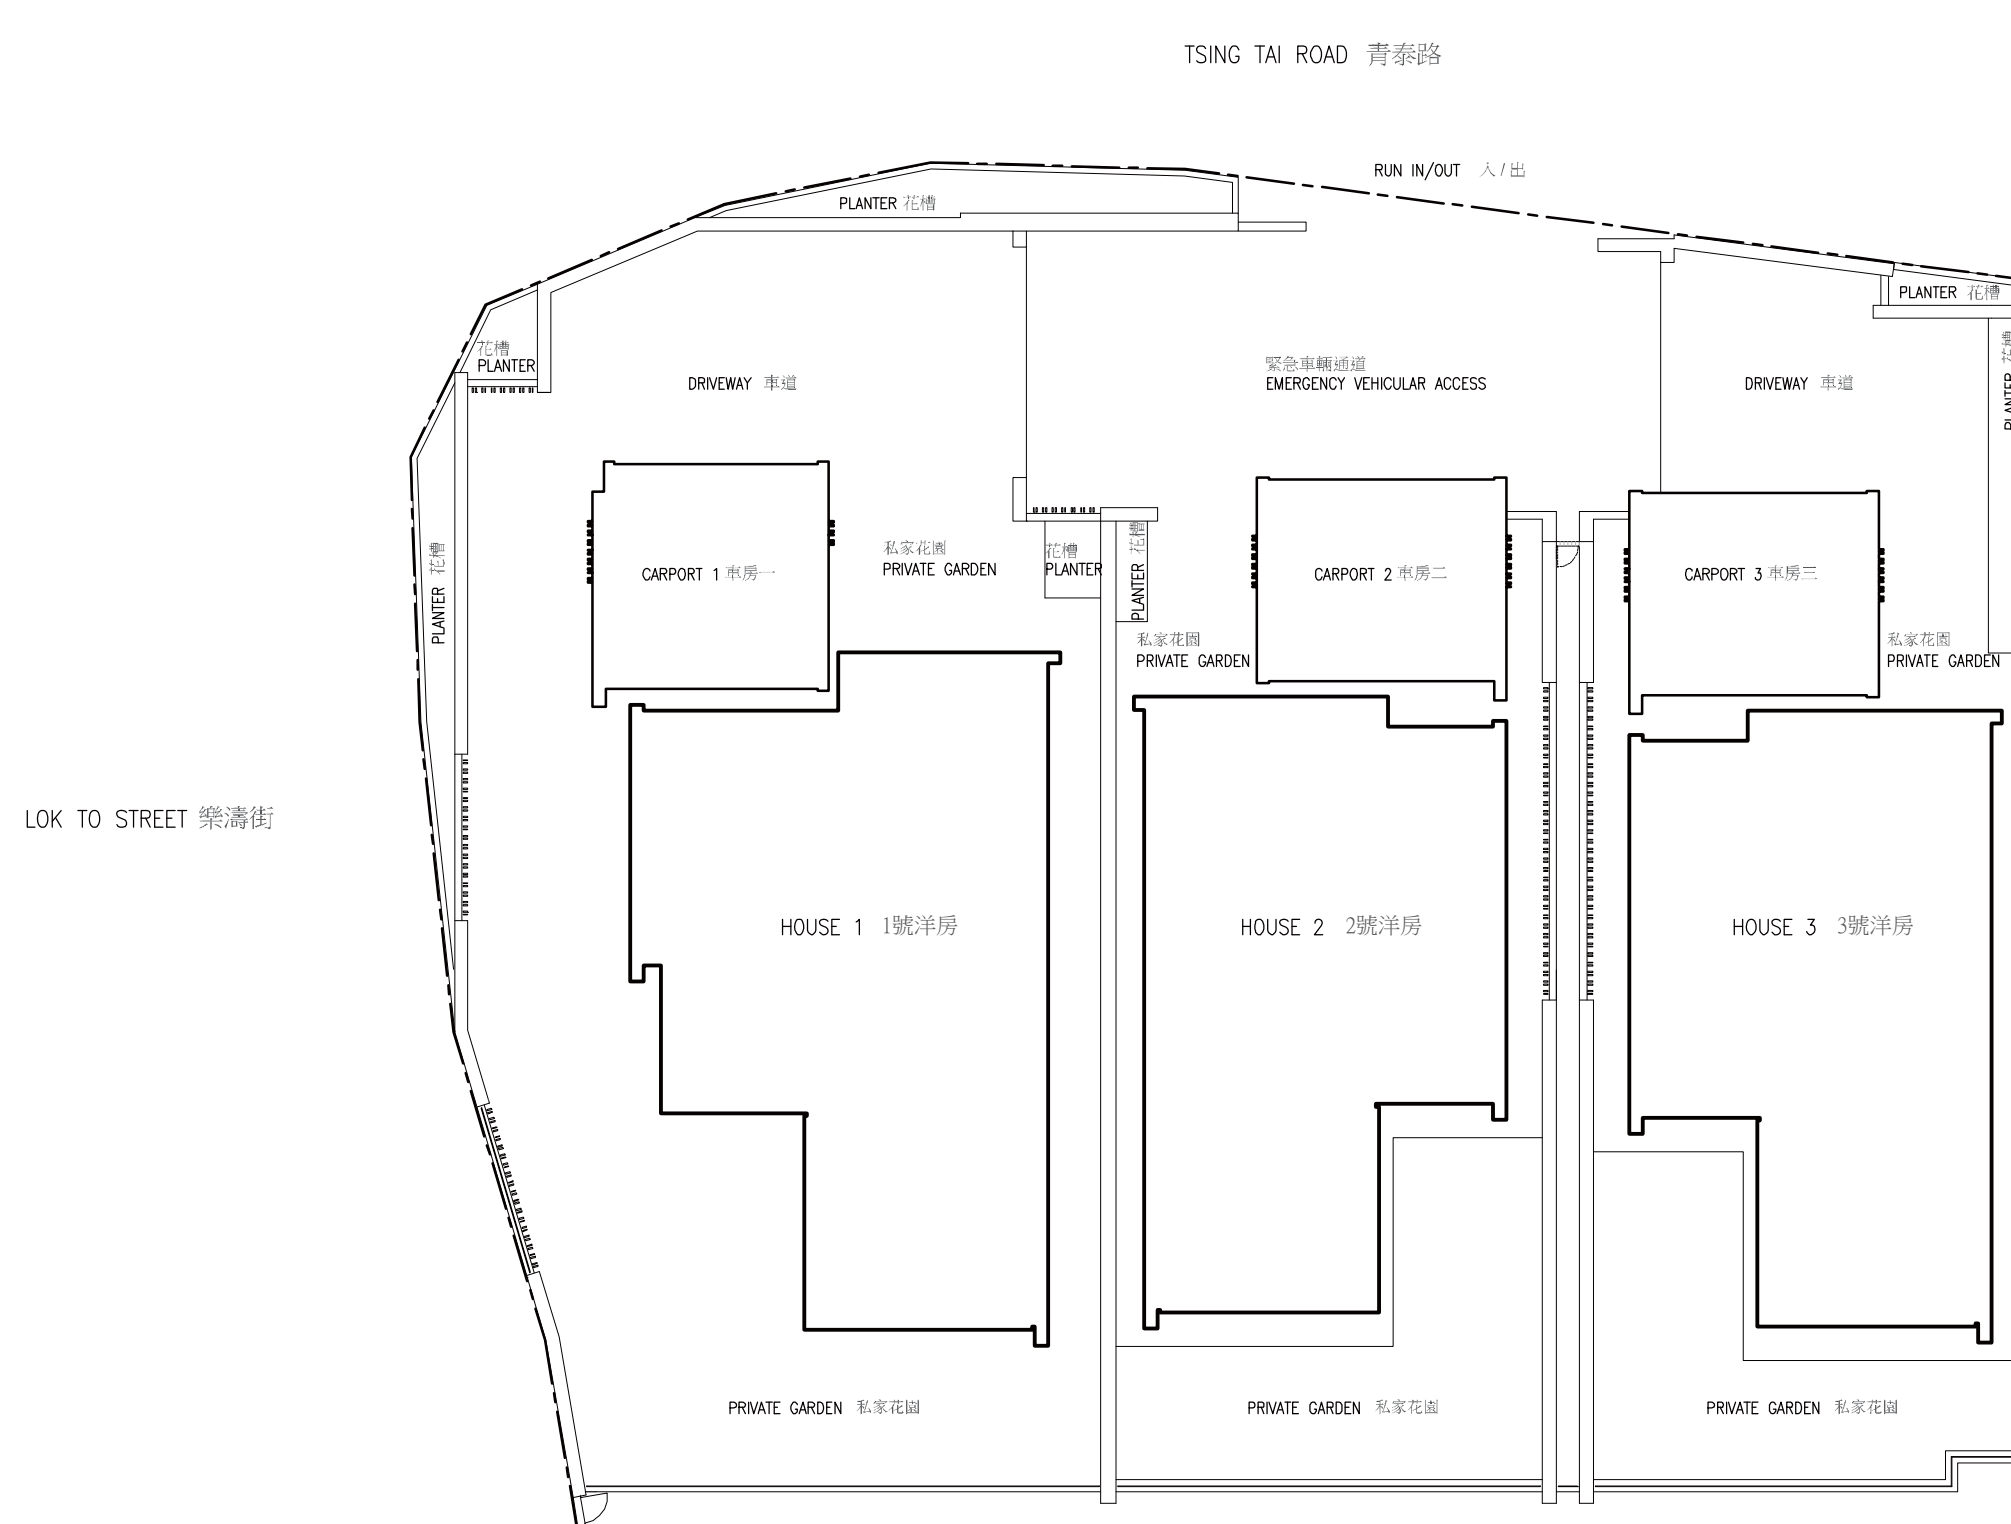 TSING TAI ROAD 青泰路
RUN IN/OUT 入/出
PLANTER 花槽
PLANTER 花槽
花槽
PLANTER
PLANTER 花槽
DRIVEWAY 車道
緊急車輛通道
EMERGENCY VEHICULAR ACCESS
DRIVEWAY 車道
PLANTER 花槽
CARPORT 1 車房一
私家花園
PRIVATE GARDEN
花槽
PLANTER
PLANTER 花槽
CARPORT 2 車房二
CARPORT 3 車房三
私家花園
PRIVATE GARDEN
私家花園
PRIVATE GARDEN
LOK TO STREET 樂濤街
HOUSE 1 1號洋房
HOUSE 2 2號洋房
HOUSE 3 3號洋房
PRIVATE GARDEN 私家花園
PRIVATE GARDEN 私家花園
PRIVATE GARDEN 私家花園